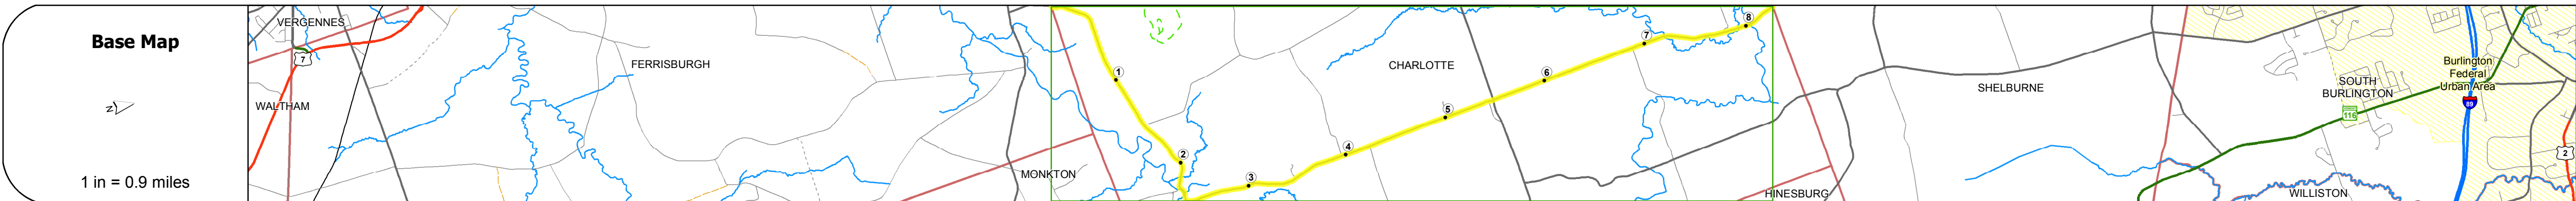 Base Map
N
1 in = 0.9 miles
VERGENNES
7
WALTHAM
FERRISBURGH
MONKTON
1
2
3
4
5
6
7
8
CHARLOTTE
HINESBURG
SHELBURNE
SOUTH
BURLINGTON
116
WILLISTON
Burlington
Federal
Urban Area
89
2